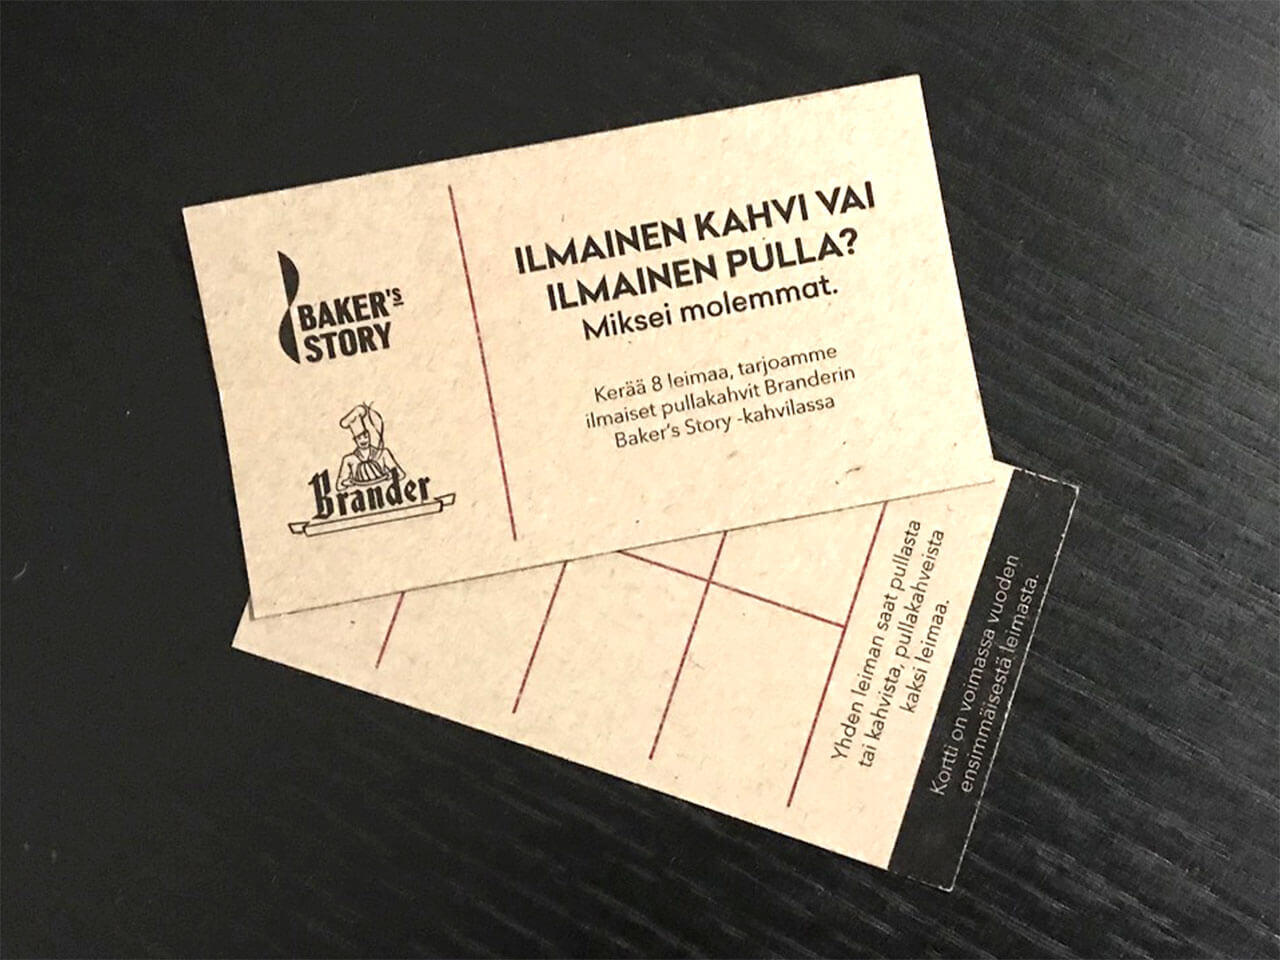 BAKER's
STORY
Brander
ILMAINEN KAHVI VAI
ILMAINEN PULLA?
Miksei molemmat.
Kerää 8 leimaa, tarjoamme
ilmaiset pullakahvit Branderin
Baker's Story -kahvilassa
Yhden leiman saat pullasta
tai kahvista, pullakahveista
kaksi leimaa.
Kortti on voimassa vuoden
ensimmäisestä leimasta.